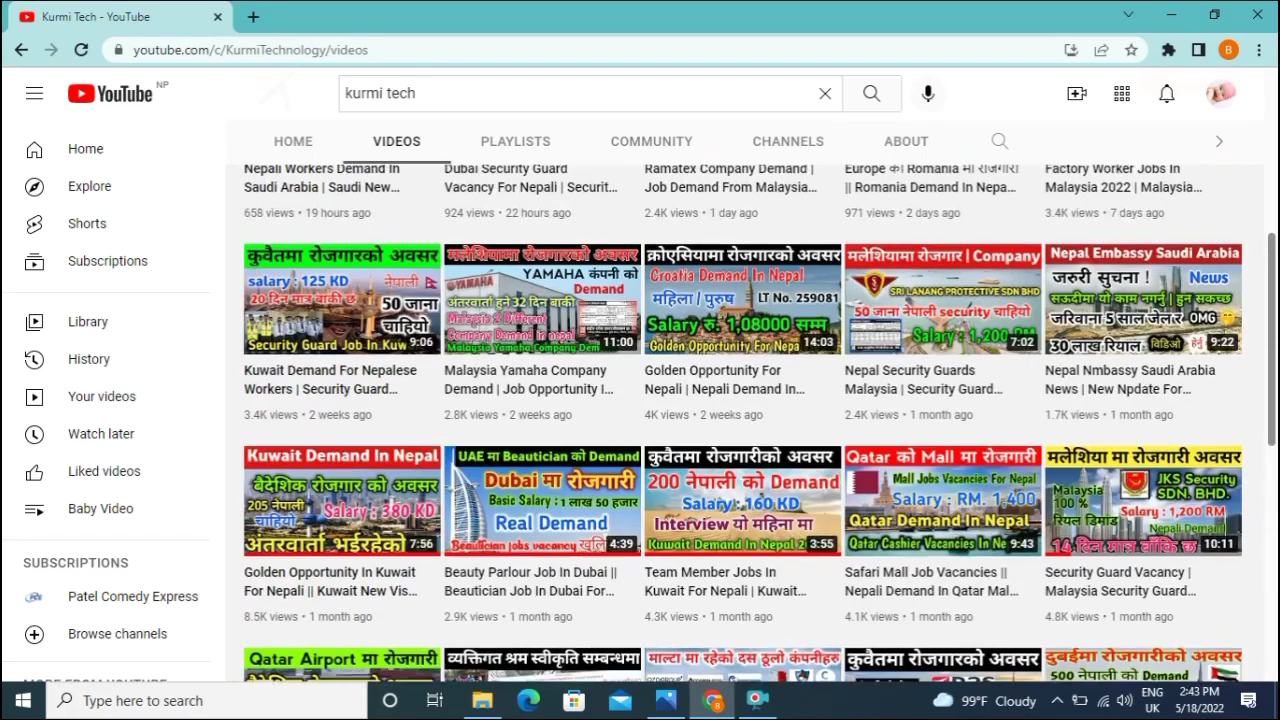 Kurmi Tech - YouTube
youtube.com/c/KurmiTechnology/videos
YouTube NP
kurmi tech
HOME VIDEOS PLAYLISTS COMMUNITY CHANNELS ABOUT
Home
Explore
Shorts
Subscriptions
Library
History
Your videos
Watch later
Liked videos
Baby Video
SUBSCRIPTIONS
Patel Comedy Express
Browse channels
Nepali Workers Demand In
Saudi Arabia | Saudi New...
658 views • 19 hours ago
Dubai Security Guard
Vacancy For Nepali | Securit...
924 views • 22 hours ago
Ramatex Company Demand |
Job Demand From Malaysia...
2.4K views • 1 day ago
Europe को Romania मा रोजगारी
|| Romania Demand In Nepa...
971 views • 2 days ago
Factory Worker Jobs In
Malaysia 2022 | Malaysia...
3.4K views • 7 days ago
कुवैतमा रोजगारको अवसर
salary : 125 KD
नेपाली
20 दिन मात्र बाकी छ
50 जाना
चाहियो
Security Guard Job In Kuw
9:06
Kuwait Demand For Nepalese
Workers | Security Guard...
3.4K views • 2 weeks ago
मलेशियामा रोजगारको अवसर
YAMAHA कंपनी को
Demand
YAMAHA
अंतरवार्ता हुने 32 दिन बाकी
Malaysia 2 Different
Company Demand in nepal
Malaysia Yamaha Company Dem
11:00
Malaysia Yamaha Company
Demand | Job Opportunity I...
2.8K views • 2 weeks ago
क्रोएसियामा रोजगारको अवसर
Croatia Demand In Nepal
महिला / पुरुष
LT No. 259081
Salary रु. 1,08000 सम्म
Golden Opportunity For Nepa
14:03
Golden Opportunity For
Nepali | Nepali Demand In...
4K views • 2 weeks ago
मलेशियामा रोजगार | Company
SRI LANANG PROTECTIVE SDN BHD
50 जाना नेपाली security चाहियो
Salary : 1,200 RM
7:02
Nepal Security Guards
Malaysia | Security Guard...
2.4K views • 1 month ago
Nepal Embassy Saudi Arabia
जरुरी सुचना ! News
सऊदीमा यो काम नगर्नु | हुन सकच्छ
जरिवाना 5 साल जेलर OMG
30 लाख रियाल विडिओ हेर्नु
9:22
Nepal Nmbassy Saudi Arabia
News | New Npdate For...
1.7K views • 1 month ago
Kuwait Demand In Nepal
बैदेशिक रोजगार को अवसर
205 नेपाली
चाहियो
Salary : 380 KD
अंतरवार्ता भईरहेको
7:56
Golden Opportunity In Kuwait
For Nepali || Kuwait New Vis...
8.5K views • 1 month ago
UAE मा Beautician को Demand
Dubai मा रोजगारी
Basic Salary : 1 लाख 50 हजार
Real Demand
Beautician jobs vacancy खुलि
4:39
Beauty Parlour Job In Dubai ||
Beautician Job In Dubai For...
2.9K views • 1 month ago
कुवैतमा रोजगारीको अवसर
200 नेपाली को Demand
Salary : 160 KD
Interview यो महिना मा
Kuwait Demand In Nepal 2
3:55
Team Member Jobs In
Kuwait For Nepali | Kuwait...
4.3K views • 1 month ago
Qatar को Mall मा रोजगारी
Mall Jobs Vacancies For Nepal
Salary : RM. 1,400
Qatar Demand In Nepal
Qatar Cashier Vacancies In Ne
9:43
Safari Mall Job Vacancies ||
Nepali Demand In Qatar Mal...
4.1K views • 1 month ago
मलेशिया मा रोजगारी अवसर
JKS Security
SDN. BHD.
Malaysia
100 %
रियल डिमाड
Salary : 1,200 RM
Nepali Demand
14 दिन मात्र बाँकि क
10:11
Security Guard Vacancy |
Malaysia Security Guard...
4.8K views • 1 month ago
Qatar Airport मा रोजगारी
व्यक्तिगत श्रम स्वीकृति सम्बन्धमा
माल्टा मा रहेको दस ठूलो कंपनीहरु
कुवैतमा रोजगारको अवसर
दुबईमा रोजगारीको अवसर
500 नेपाली को
Type here to search
99°F Cloudy
ENG
UK
2:43 PM
5/18/2022